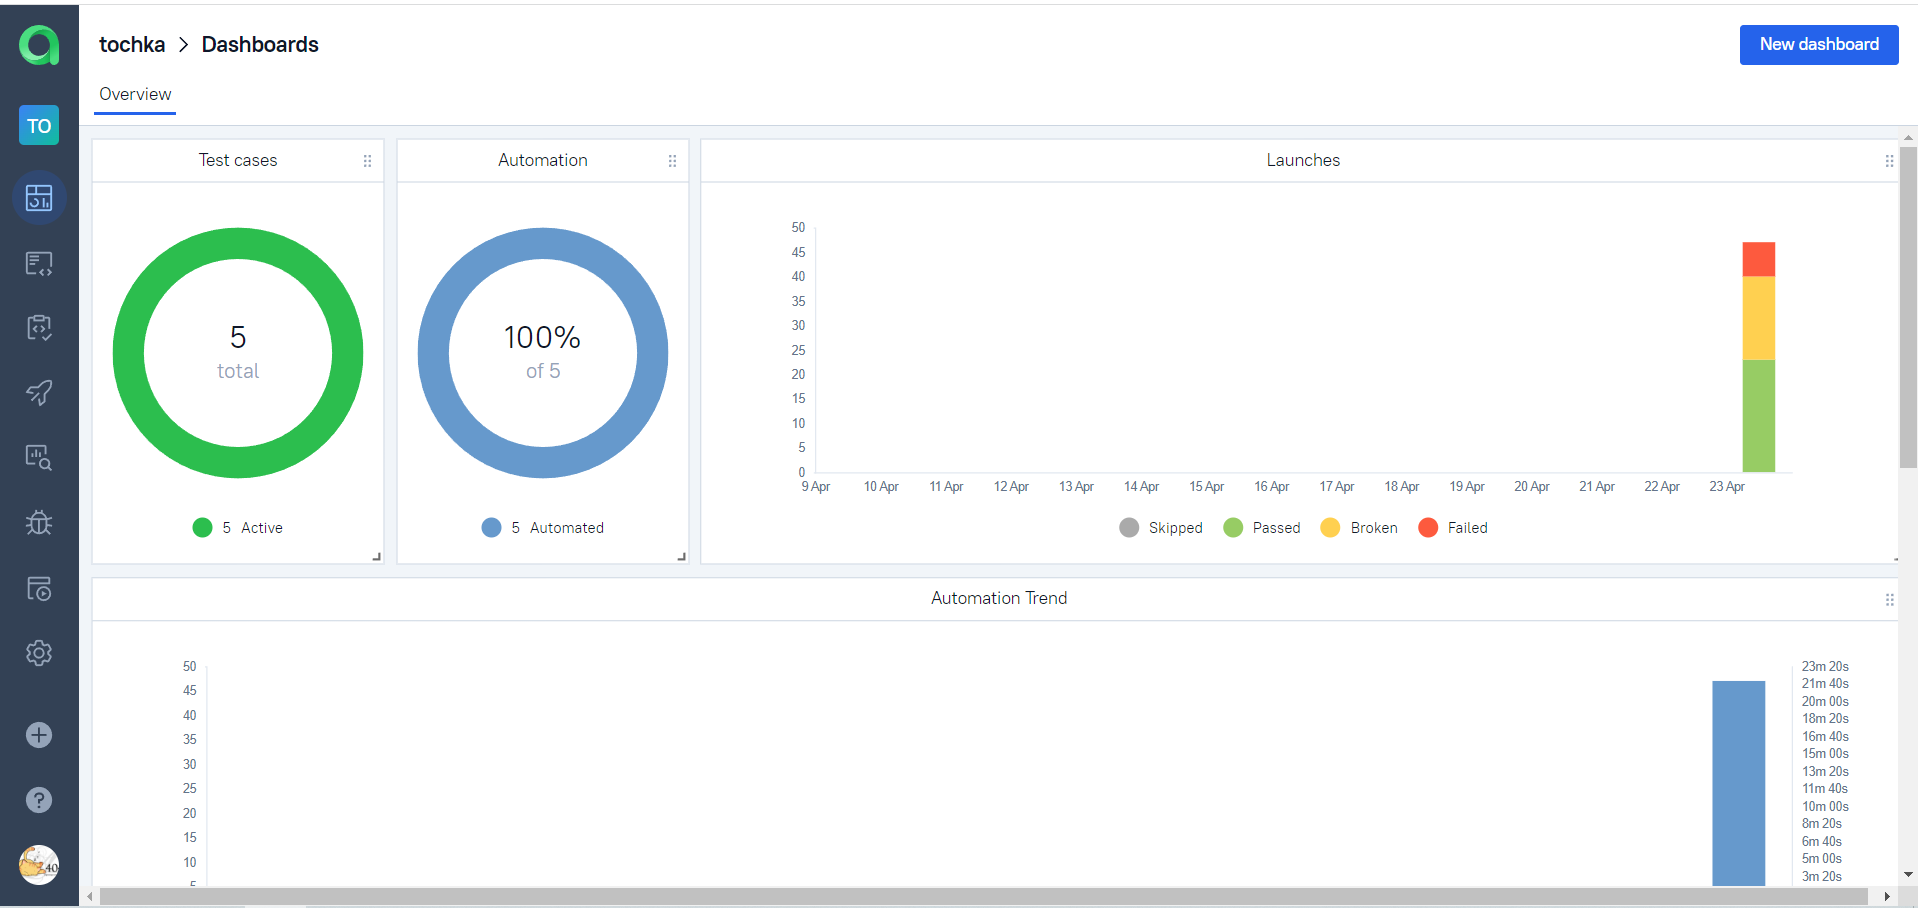 tochka > Dashboards
New dashboard
Overview
TO
Test cases
5
total
5 Active
Automation
100%
of 5
5 Automated
Launches
50
45
40
35
30
25
20
15
10
5
0
9 Apr 10 Apr 11 Apr 12 Apr 13 Apr 14 Apr 15 Apr 16 Apr 17 Apr 18 Apr 19 Apr 20 Apr 21 Apr 22 Apr 23 Apr
Skipped Passed Broken Failed
Automation Trend
50
45
40
35
30
25
20
15
10
5
23m 20s
21m 40s
20m 00s
18m 20s
16m 40s
15m 00s
13m 20s
11m 40s
10m 00s
8m 20s
6m 40s
5m 00s
3m 20s
?
40